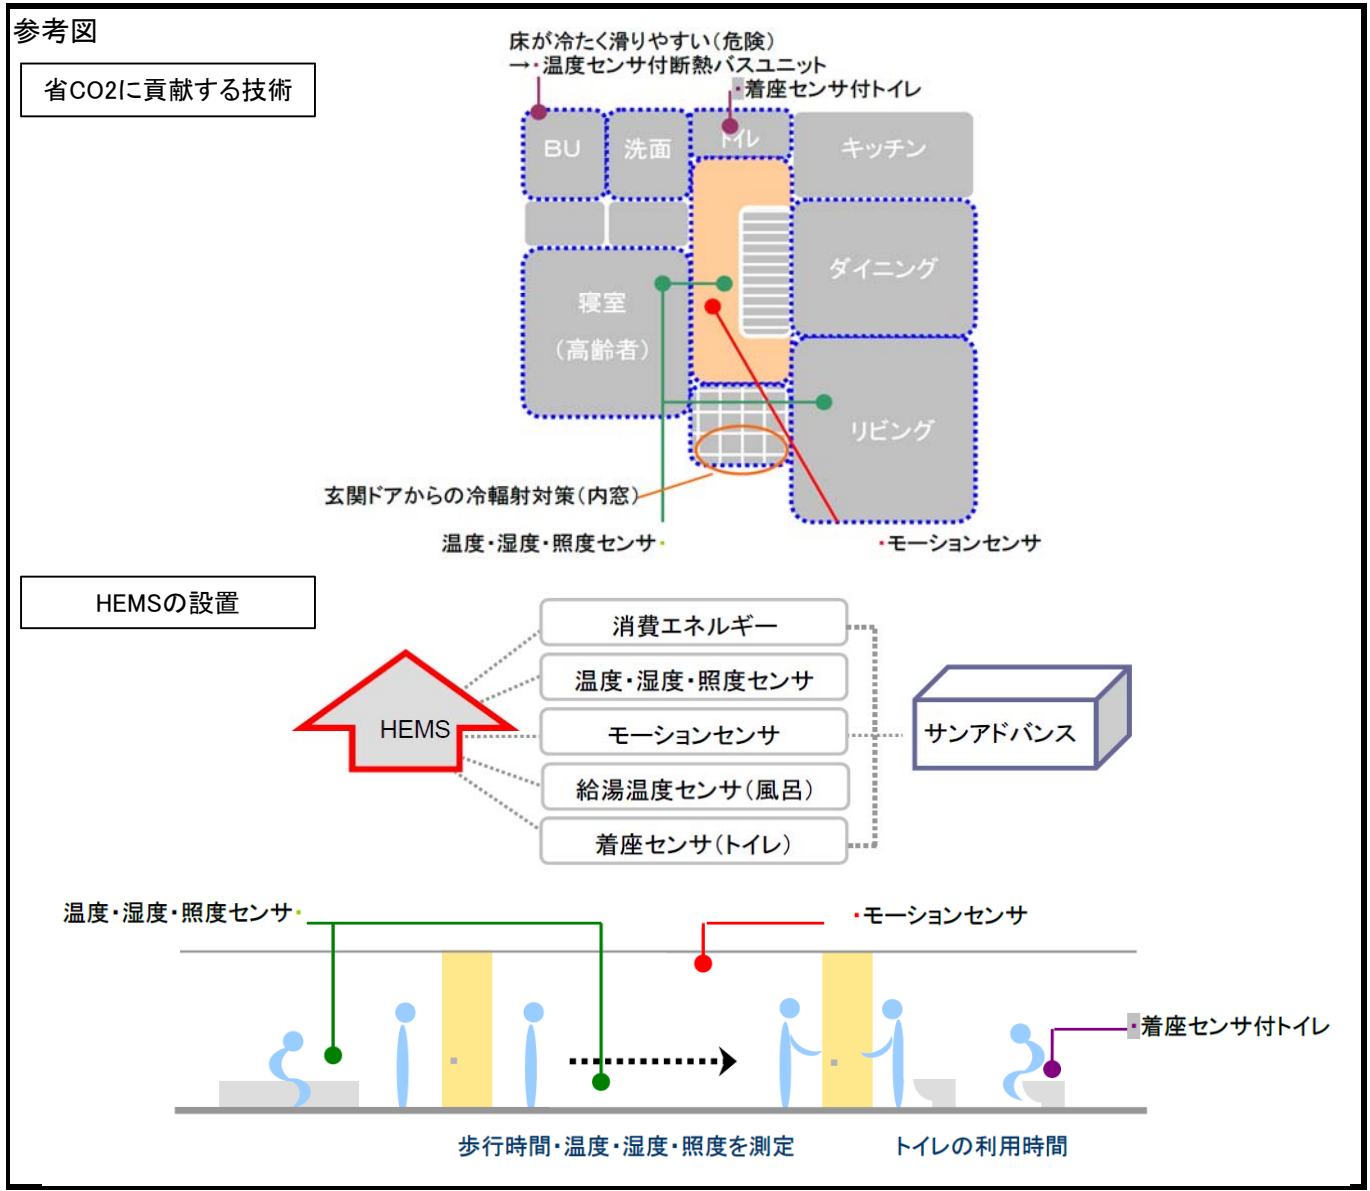 参考図
省CO2に貢献する技術
床が冷たく滑りやすい(危険)
→・温度センサ付断熱バスユニット
・着座センサ付トイレ
BU
洗面
トイレ
キッチン
ダイニング
寝室
(高齢者)
リビング
玄関ドアからの冷輻射対策(内窓)
温度・湿度・照度センサ・
・モーションセンサ
HEMSの設置
消費エネルギー
温度・湿度・照度センサ
HEMS
モーションセンサ
サンアドバンス
給湯温度センサ(風呂)
着座センサ(トイレ)
温度・湿度・照度センサ・
・モーションセンサ
・着座センサ付トイレ
歩行時間・温度・湿度・照度を測定
トイレの利用時間